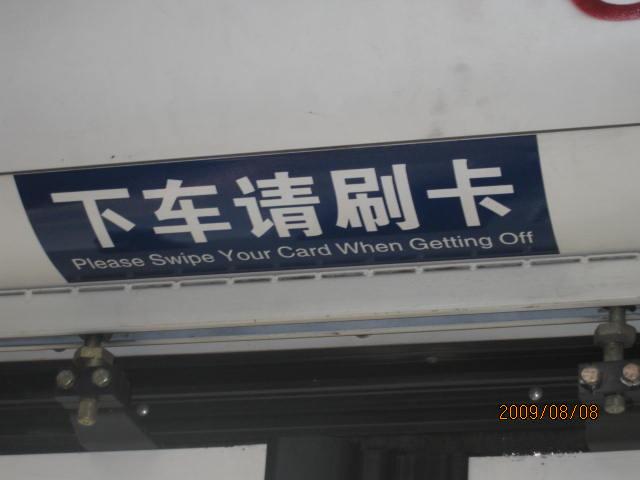 下车请刷卡
Please Swipe Your Card When Getting Off
2009/08/08